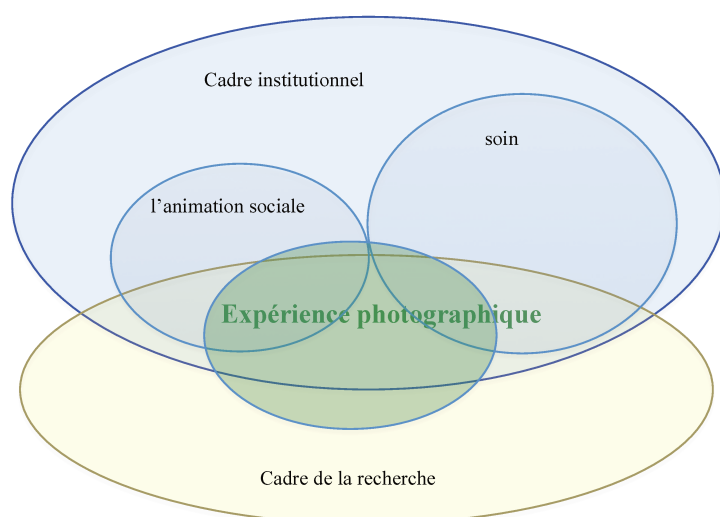 Cadre institutionnel
soin
l’animation sociale
Expérience photographique
Cadre de la recherche